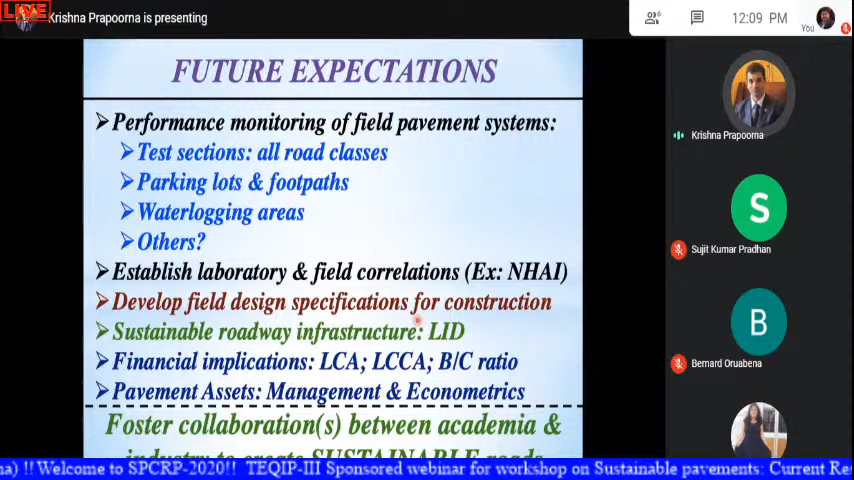 LIVE
Krishna Prapoorna is presenting
6
12:09 PM
You
FUTURE EXPECTATIONS
➢Performance monitoring of field pavement systems:
➢Test sections: all road classes
➢Parking lots & footpaths
➢Waterlogging areas
➢Others?
➢Establish laboratory & field correlations (Ex: NHAI)
➢Develop field design specifications for construction
➢Sustainable roadway infrastructure: LID
➢Financial implications: LCA; LCCA; B/C ratio
➢Pavement Assets: Management & Econometrics
Foster collaboration(s) between academia &
industry to create SUSTAINABLE roads
Krishna Prapoorna
S
Sujit Kumar Pradhan
B
Bernard Oruabena
na) !! Welcome to SPCRP-2020!! TEQIP-III Sponsored webinar for workshop on Sustainable pavements: Current Re